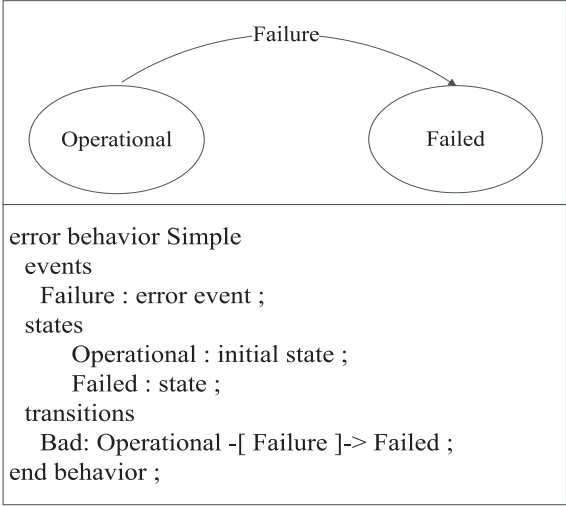 Failure
Operational
Failed
error behavior Simple
events
Failure : error event ;
states
Operational : initial state ;
Failed : state ;
transitions
Bad: Operational -[ Failure ]-> Failed ;
end behavior ;